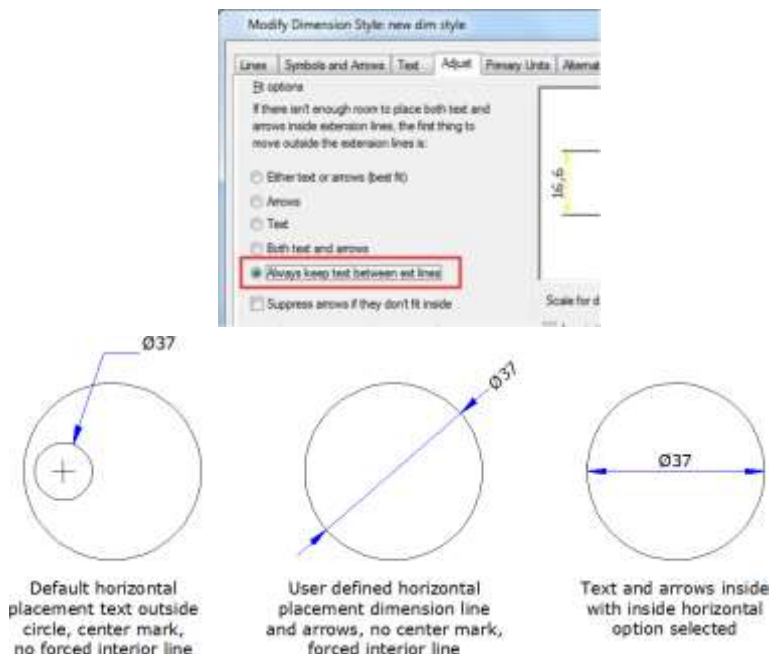 Modify Dimension Style: new dim style
Lines Symbols and Arrows Text Adjust Primary Units
Fit options
If there isn't enough room to place both text and
arrows inside extension lines, the first thing to
move outside the extension lines is:
Either text or arrows (best fit)
Arrows
Text
Both text and arrows
Always keep text between ext lines
Suppress arrows if they don't fit inside
16,6
Scale for d
Ø37
Ø37
Ø37
Default horizontal
placement text outside
circle, center mark,
no forced interior line
User defined horizontal
placement dimension line
and arrows, no center mark,
forced interior line
Text and arrows inside
with inside horizontal
option selected